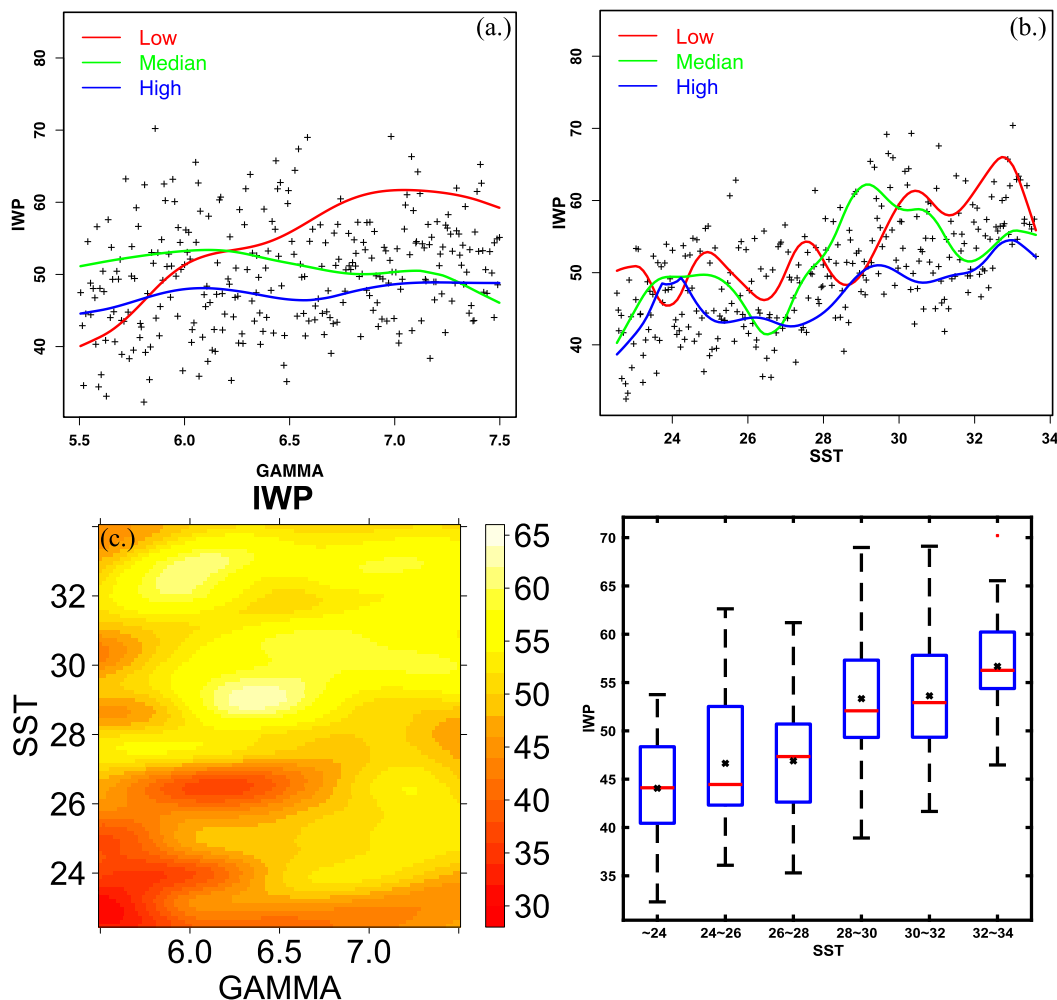 (a.)
Low
Median
High
80
70
60
50
40
IWP
5.5 6.0 6.5 7.0 7.5
GAMMA
(b.)
Low
Median
High
80
70
60
50
40
IWP
24 26 28 30 32 34
SST
IWP
(c.)
32
30
28
26
24
SST
6.0 6.5 7.0
GAMMA
65
60
55
50
45
40
35
30
70
65
60
55
50
45
40
35
IWP
~24 24~26 26~28 28~30 30~32 32~34
SST